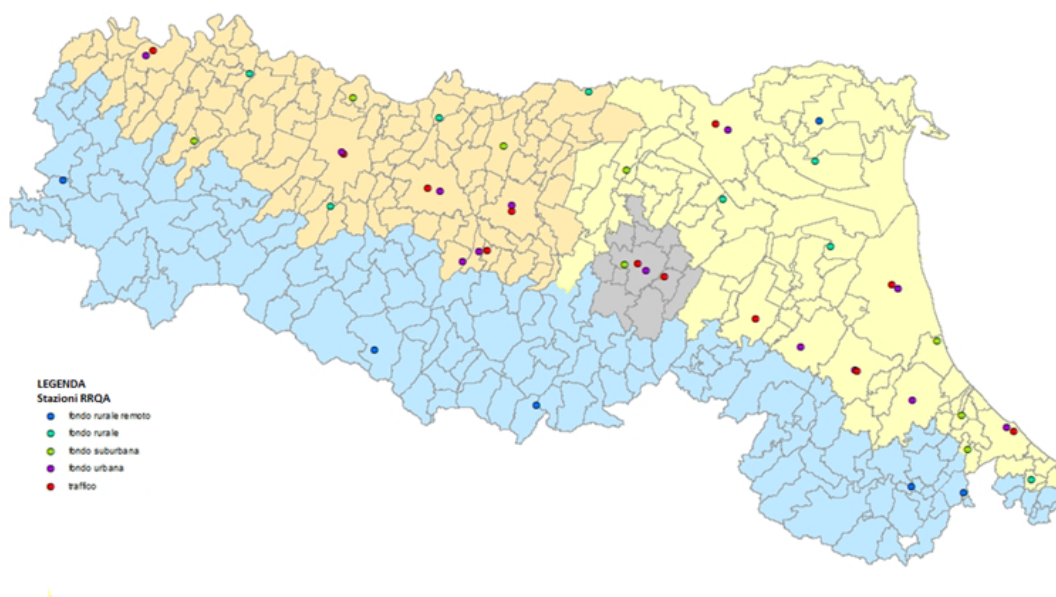 LEGENDA
Stazioni RRQA
fondo rurale remoto
fondo rurale
fondo suburbana
fondo urbana
traffico